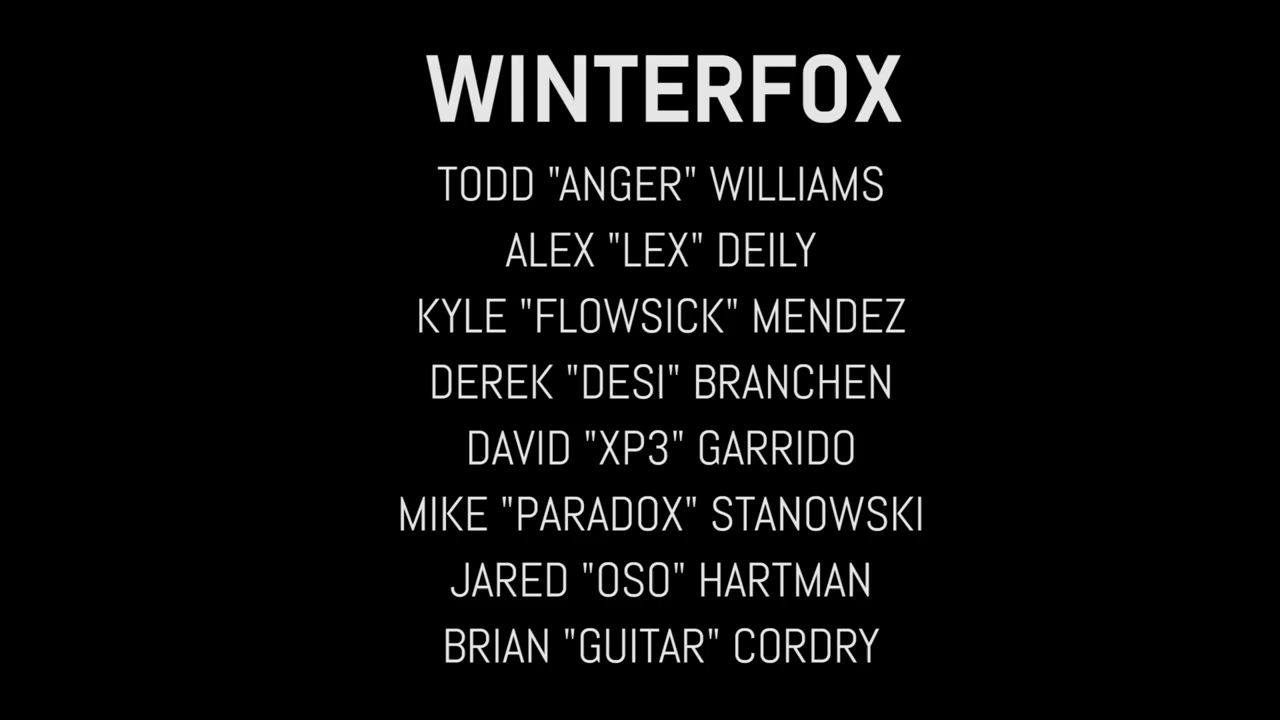 WINTERFOX
TODD "ANGER" WILLIAMS
ALEX "LEX" DEILY
KYLE "FLOWSICK" MENDEZ
DEREK "DESI" BRANCHEN
DAVID "XP3" GARRIDO
MIKE "PARADOX" STANOWSKI
JARED "OSO" HARTMAN
BRIAN "GUITAR" CORDRY